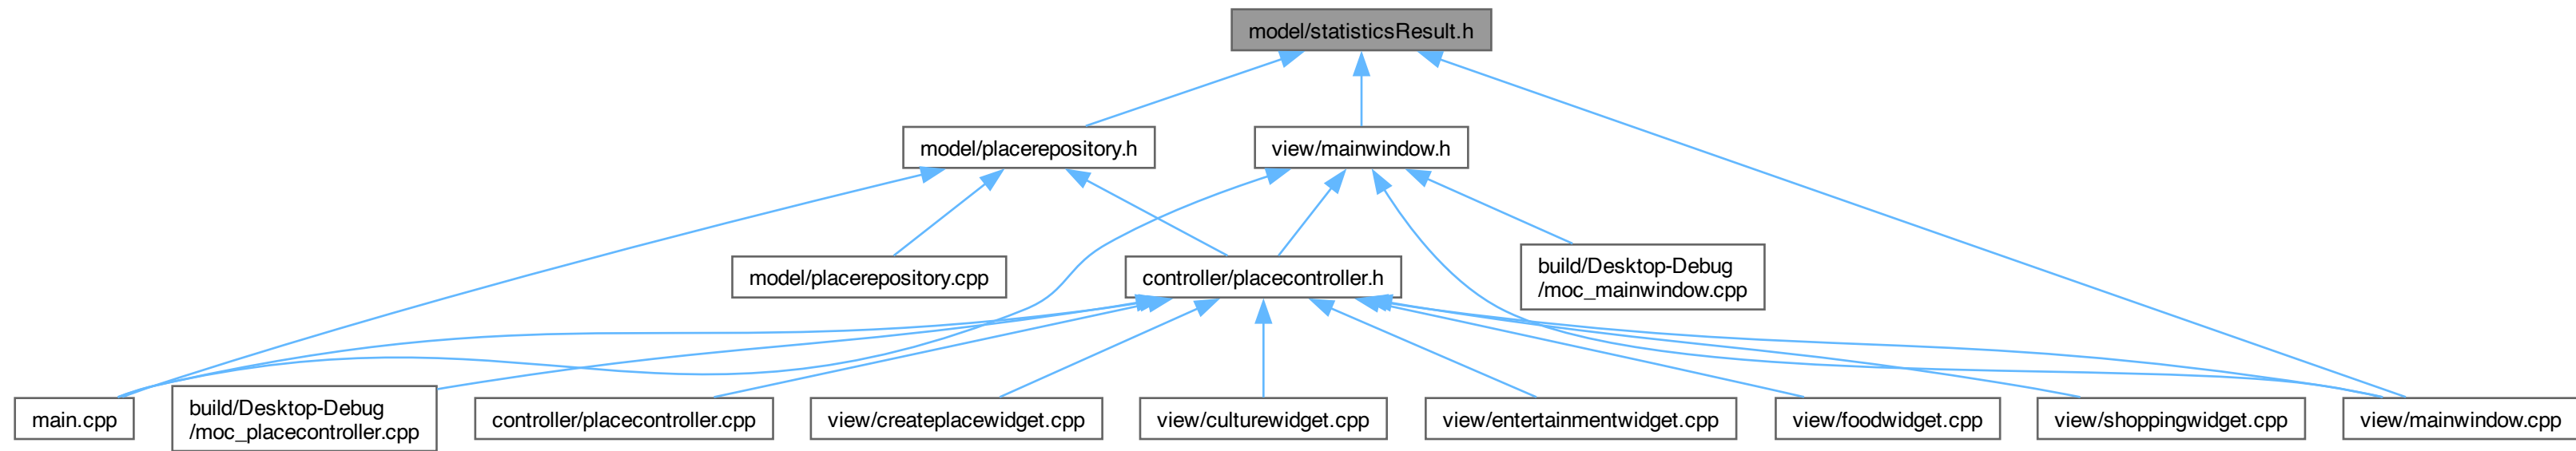 model/statisticsResult.h
model/placerepository.h
view/mainwindow.h
model/placerepository.cpp
controller/placecontroller.h
build/Desktop-Debug
/moc_mainwindow.cpp
main.cpp
build/Desktop-Debug
/moc_placecontroller.cpp
controller/placecontroller.cpp
view/createplacewidget.cpp
view/culturewidget.cpp
view/entertainmentwidget.cpp
view/foodwidget.cpp
view/shoppingwidget.cpp
view/mainwindow.cpp